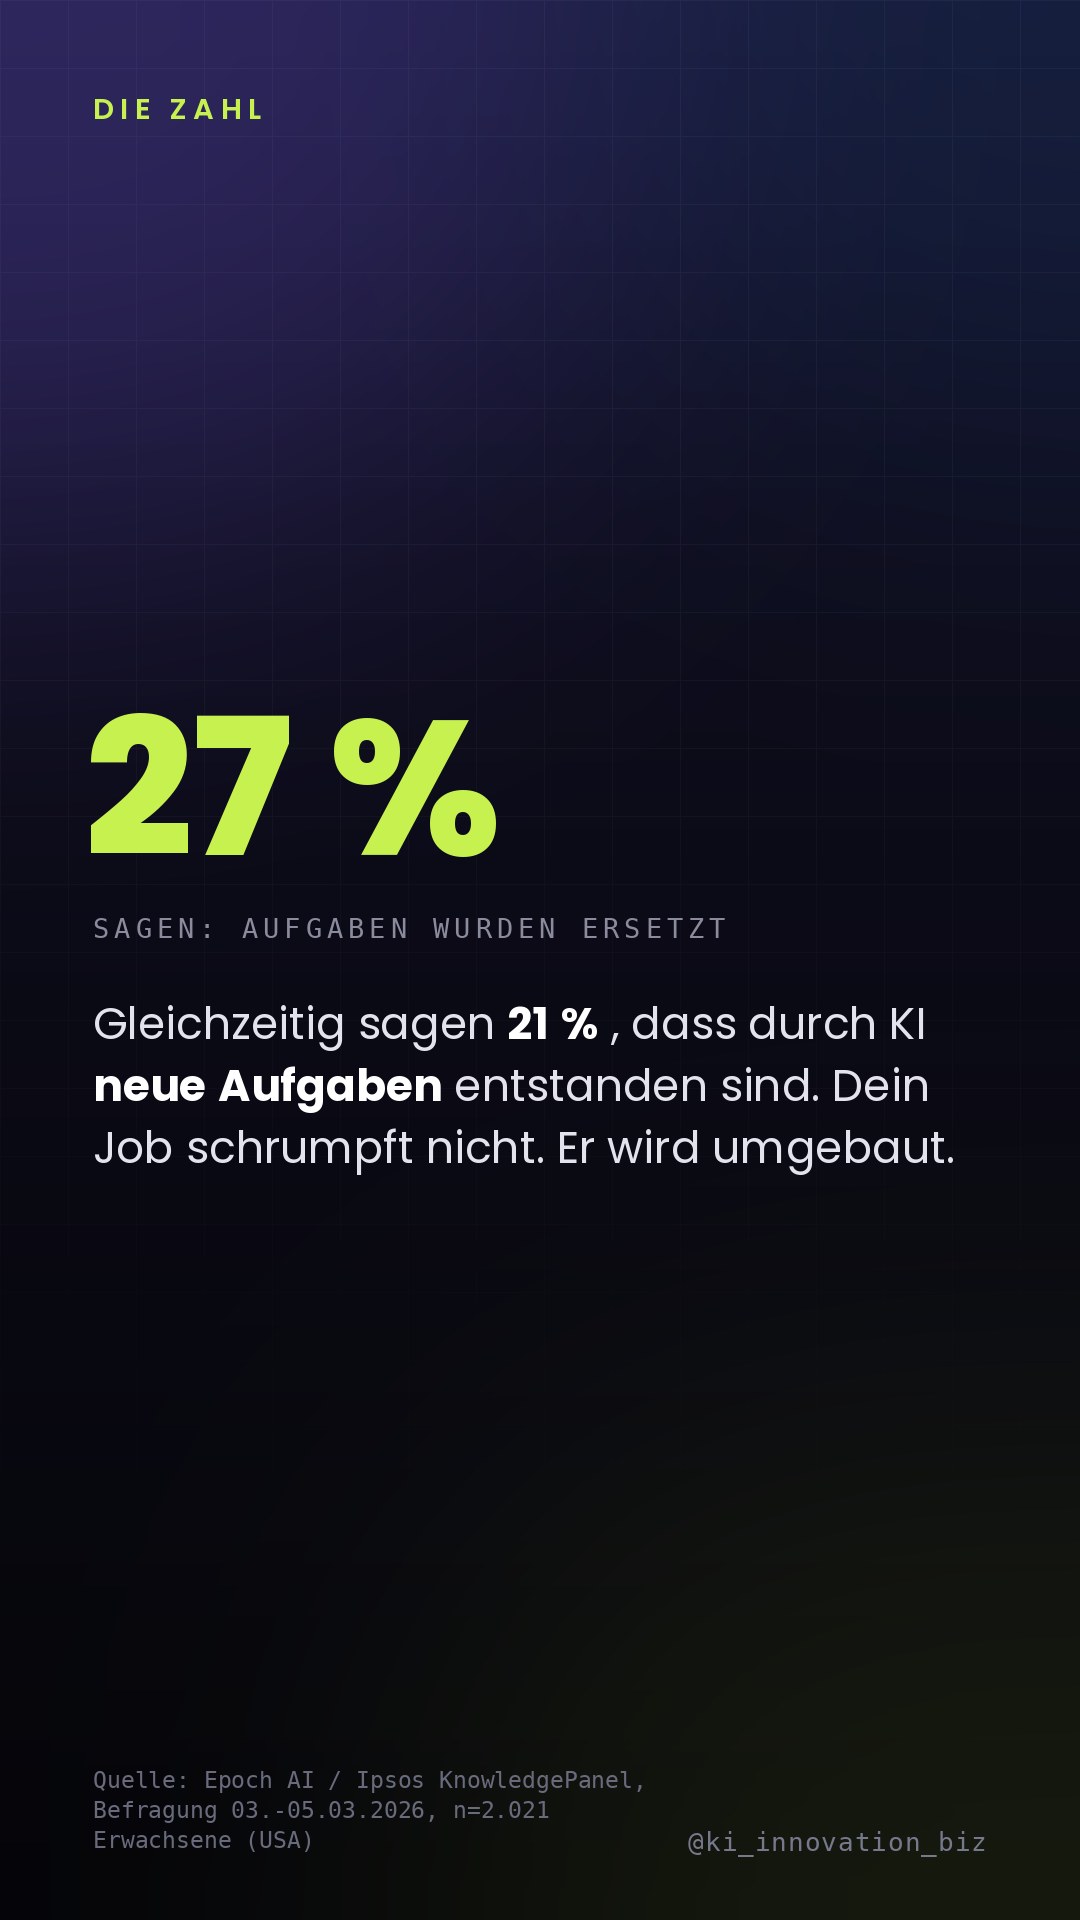 DIE ZAHL
27 %
SAGEN: AUFGABEN WURDEN ERSETZT
Gleichzeitig sagen 21 % , dass durch KI
neue Aufgaben entstanden sind. Dein
Job schrumpft nicht. Er wird umgebaut.
Quelle: Epoch AI / Ipsos KnowledgePanel,
Befragung 03.-05.03.2026, n=2.021
Erwachsene (USA)
@ki_innovation_biz